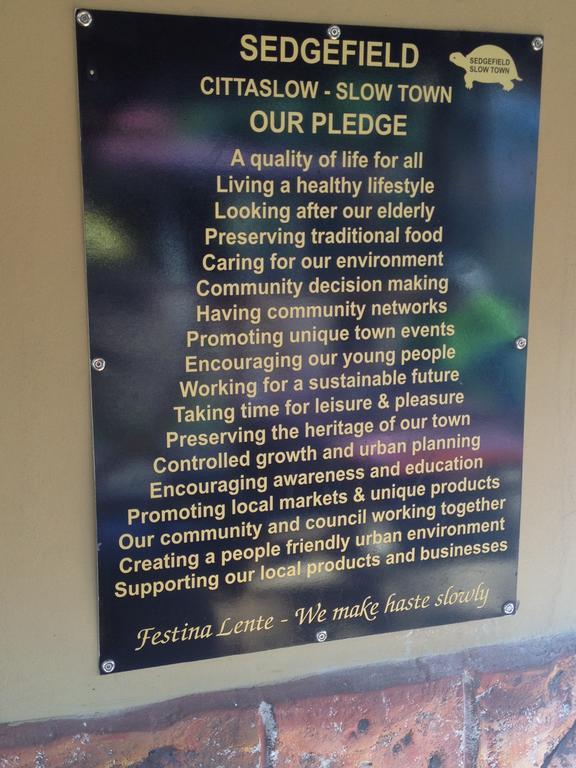 SEDGEFIELD
SEDGEFIELD
SLOW TOWN
CITTASLOW - SLOW TOWN
OUR PLEDGE
A quality of life for all
Living a healthy lifestyle
Looking after our elderly
Preserving traditional food
Caring for our environment
Community decision making
Having community networks
Promoting unique town events
Encouraging our young people
Working for a sustainable future
Taking time for leisure & pleasure
Preserving the heritage of our town
Controlled growth and urban planning
Encouraging awareness and education
Promoting local markets & unique products
Our community and council working together
Creating a people friendly urban environment
Supporting our local products and businesses
Festina Lente - We make haste slowly